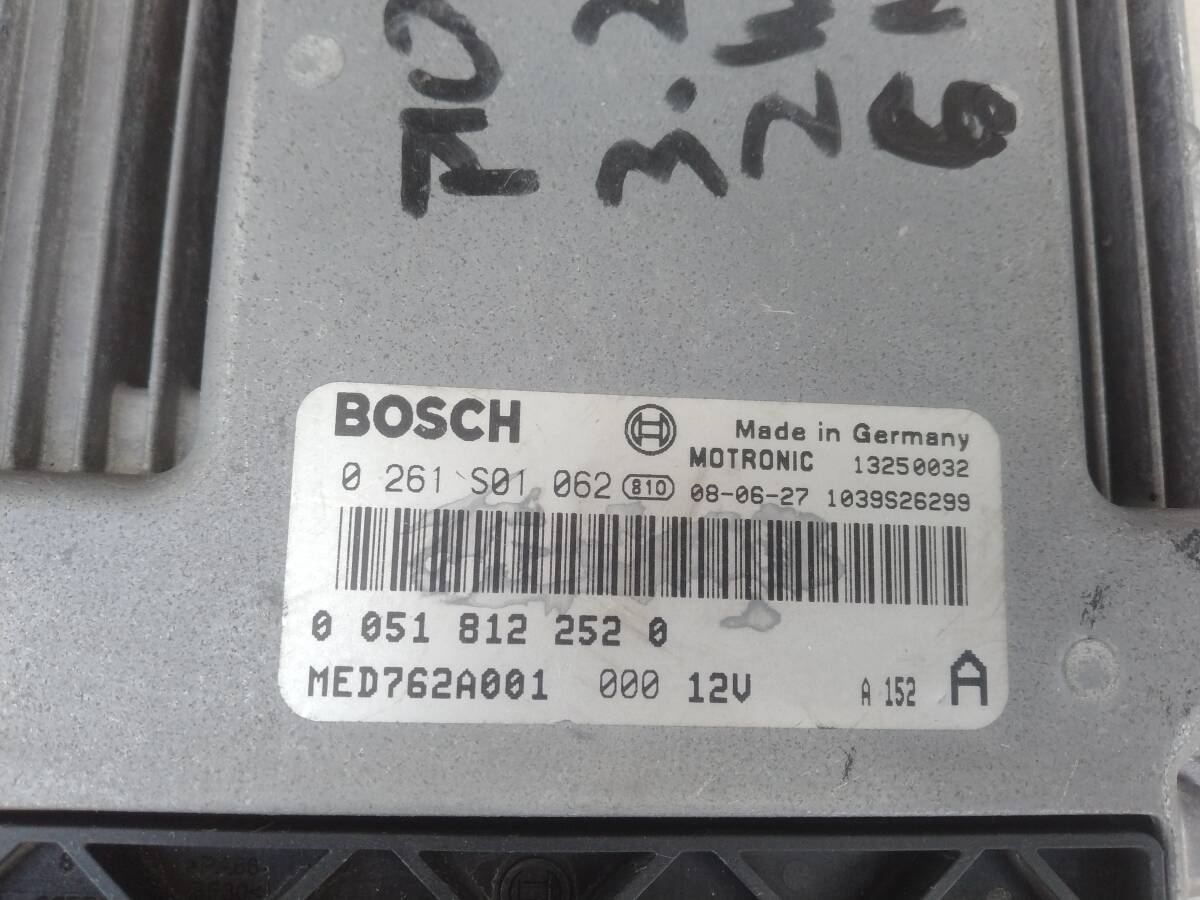 BOSCH
Made in Germany
MOTRONIC 13250032
0 261 S01 062 810 08-06-27 1039S26299
0 051 812 252 0
MED762A001 000 12V A 152 A